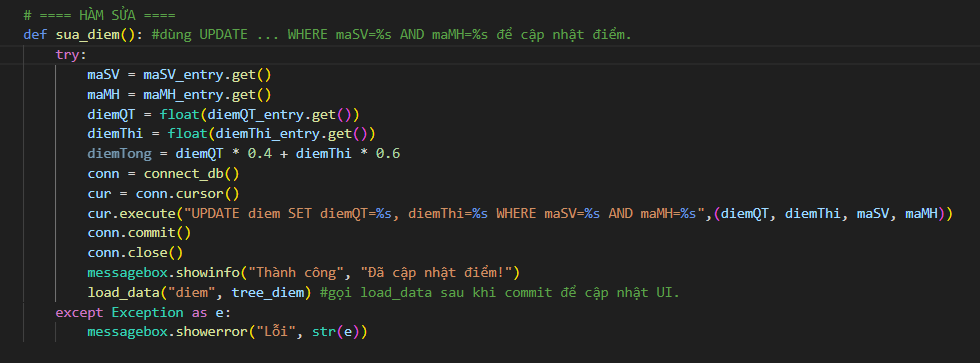 # ==== HÀM SỬA ====
def sua_diem(): #dùng UPDATE ... WHERE maSV=%s AND maMH=%s để cập nhật điểm.
    try:
        maSV = maSV_entry.get()
        maMH = maMH_entry.get()
        diemQT = float(diemQT_entry.get())
        diemThi = float(diemThi_entry.get())
        diemTong = diemQT * 0.4 + diemThi * 0.6
        conn = connect_db()
        cur = conn.cursor()
        cur.execute("UPDATE diem SET diemQT=%s, diemThi=%s WHERE maSV=%s AND maMH=%s",(diemQT, diemThi, maSV, maMH))
        conn.commit()
        conn.close()
        messagebox.showinfo("Thành công", "Đã cập nhật điểm!")
        load_data("diem", tree_diem) #gọi load_data sau khi commit để cập nhật UI.
    except Exception as e:
        messagebox.showerror("Lỗi", str(e))